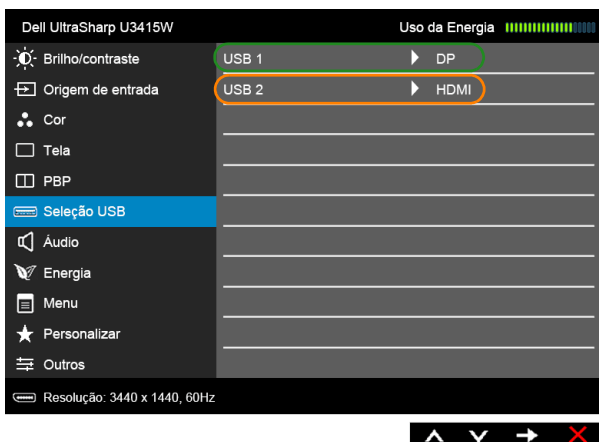 Dell UltraSharp U3415W Uso da Energia
Brilho/contraste USB 1 DP
Origem de entrada USB 2 HDMI
Cor
Tela
PBP
Seleção USB
Áudio
Energia
Menu
Personalizar
Outros
Resolução: 3440 x 1440, 60Hz